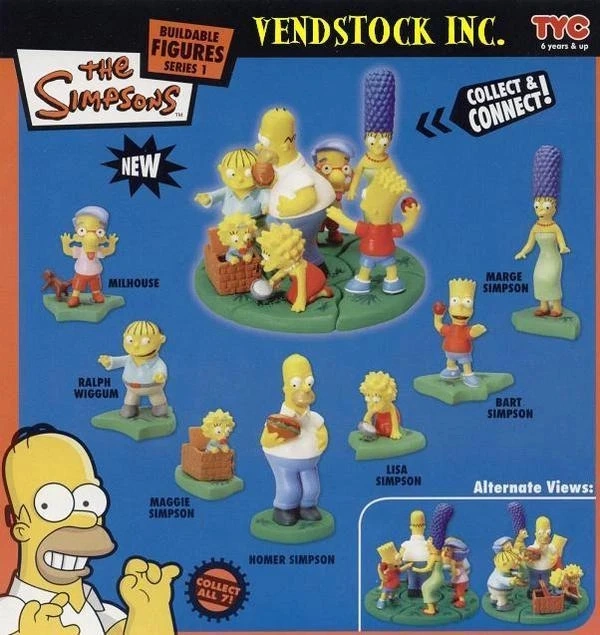 BUILDABLE
FIGURES
SERIES 1
VENDSTOCK INC.
TYC
6 years & up
THE
SIMPSONS
TM
COLLECT &
CONNECT!
NEW
MILHOUSE
MARGE
SIMPSON
RALPH
WIGGUM
BART
SIMPSON
LISA
SIMPSON
MAGGIE
SIMPSON
Alternate Views:
HOMER SIMPSON
COLLECT
ALL 7!